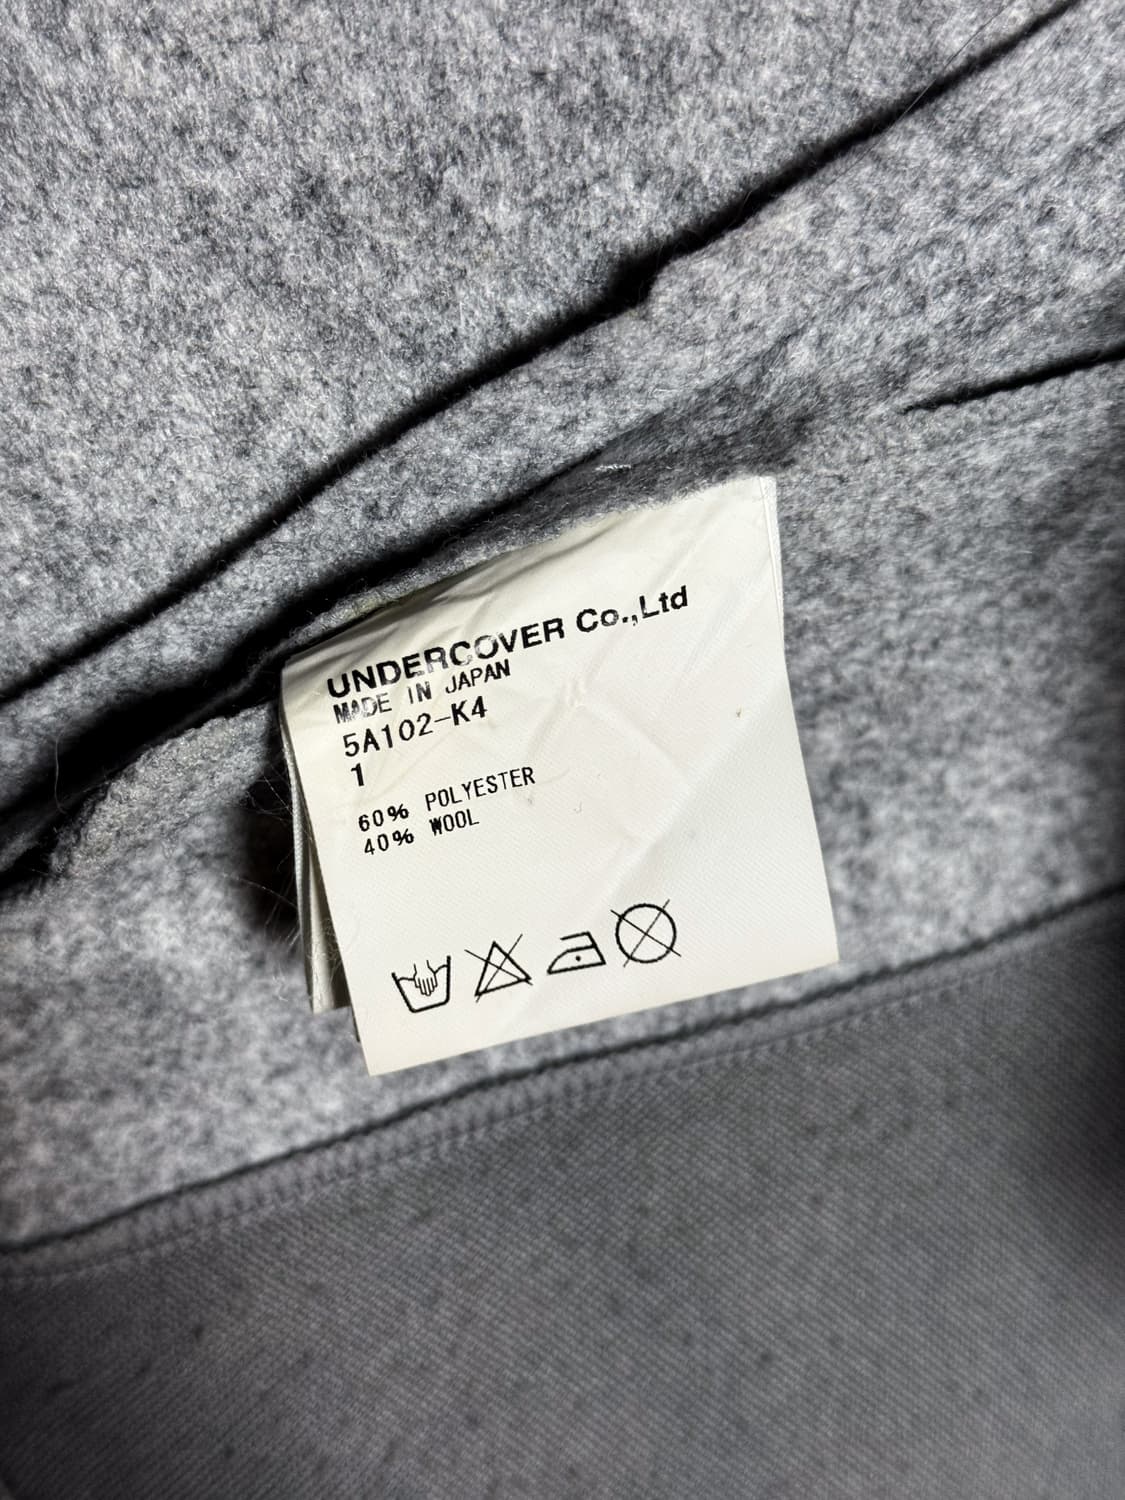 UNDERCOVER Co.,Ltd
MADE IN JAPAN
5A102-K4
1
60% POLYESTER
40% WOOL